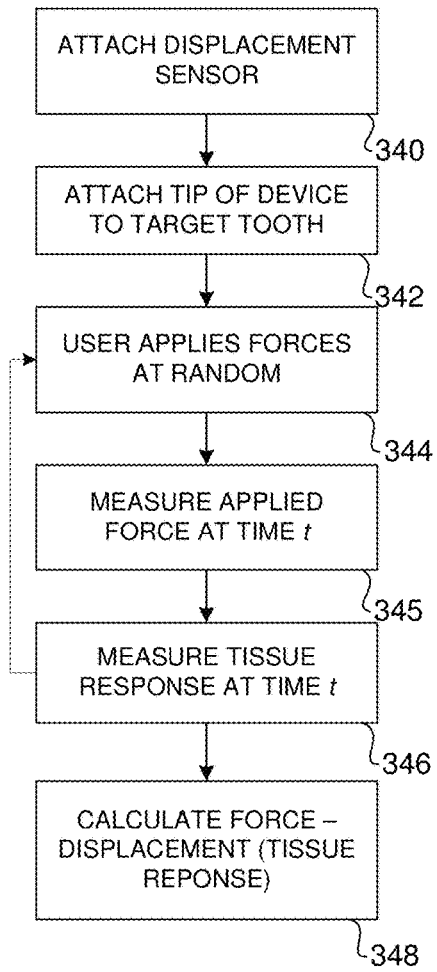 ATTACH DISPLACEMENT
SENSOR
340
ATTACH TIP OF DEVICE
TO TARGET TOOTH
342
USER APPLIES FORCES
AT RANDOM
344
MEASURE APPLIED
FORCE AT TIME t
345
MEASURE TISSUE
RESPONSE AT TIME t
346
CALCULATE FORCE –
DISPLACEMENT (TISSUE
REPONSE)
348